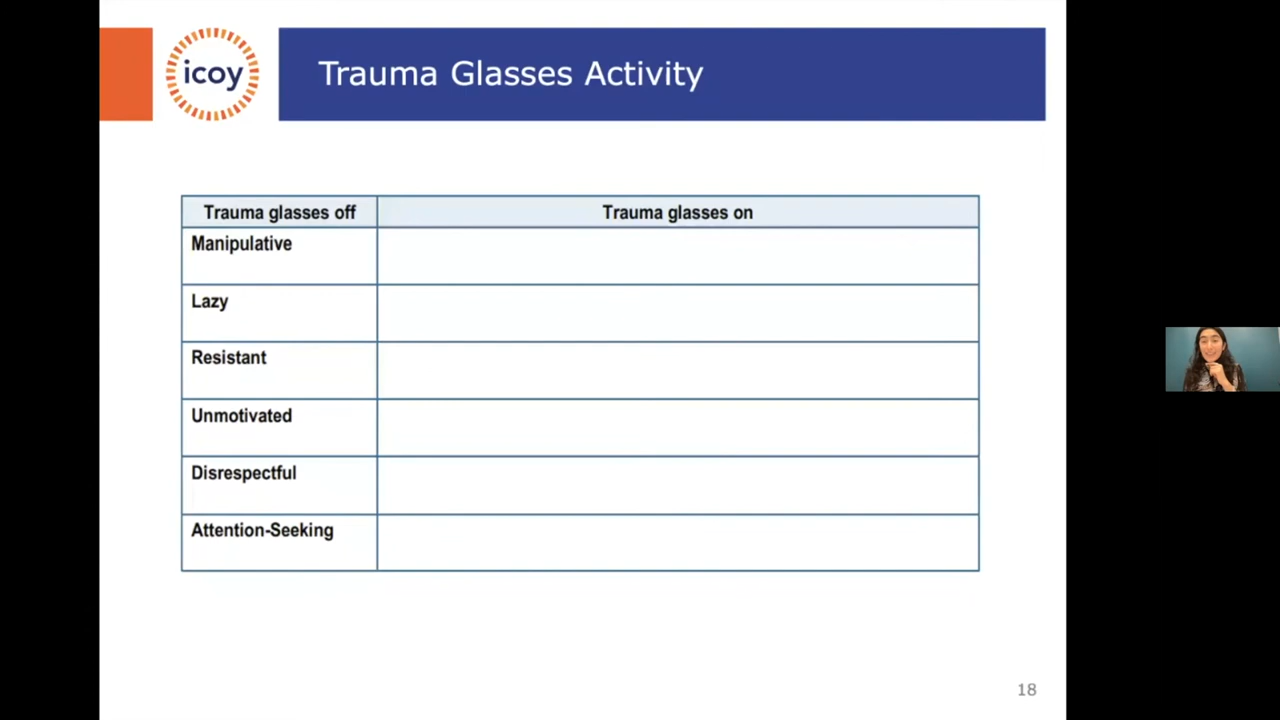 icoy
Trauma Glasses Activity
Trauma glasses off Trauma glasses on
Manipulative
Lazy
Resistant
Unmotivated
Disrespectful
Attention-Seeking
18